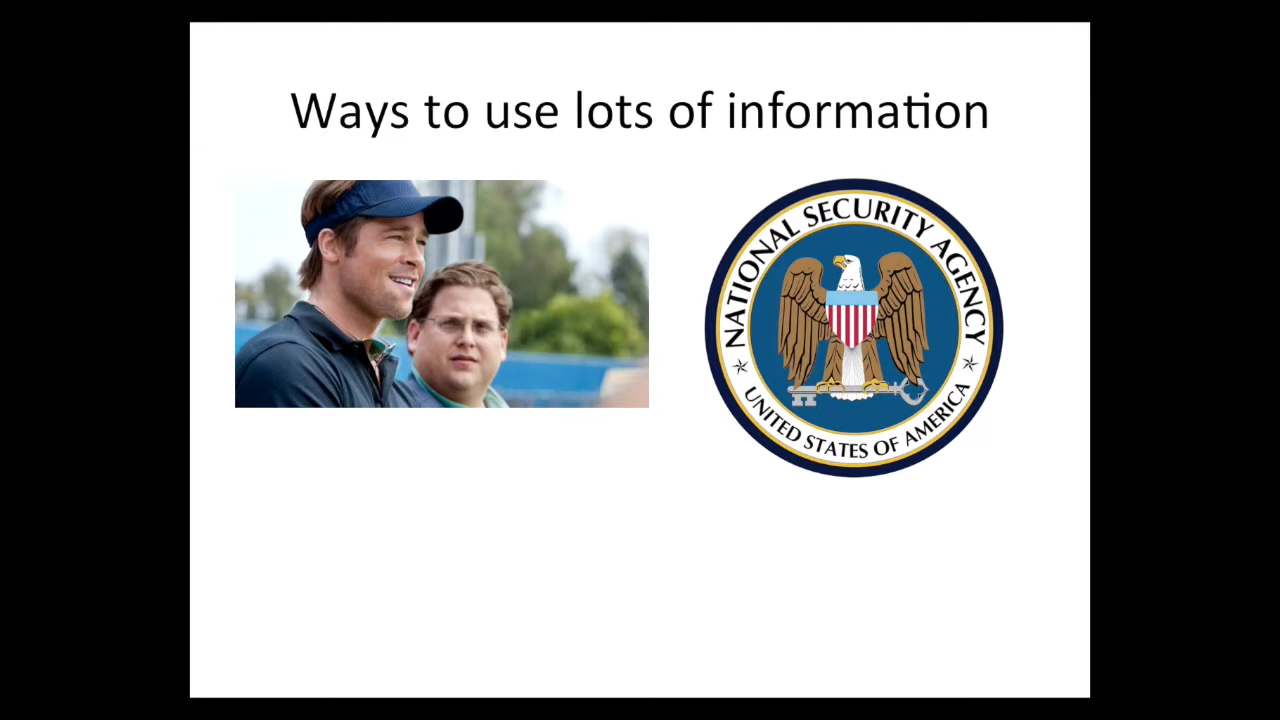 Ways to use lots of information
NATIONAL SECURITY AGENCY
UNITED STATES OF AMERICA